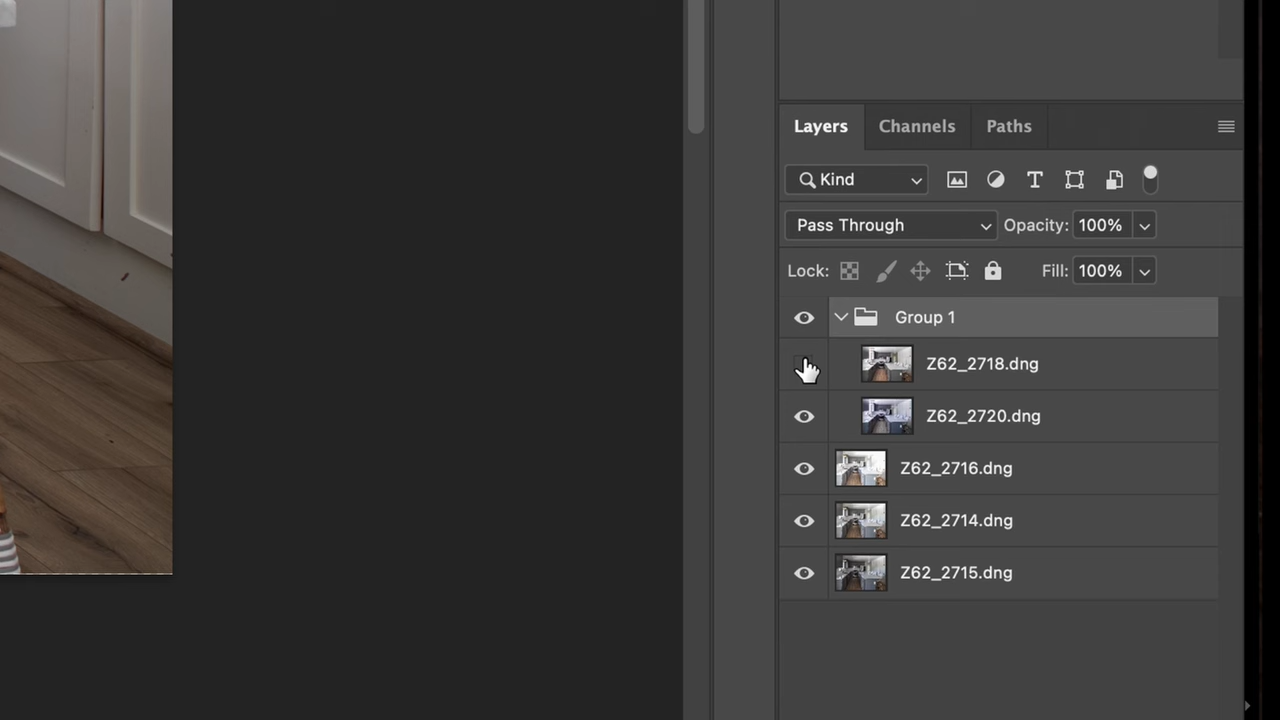 Layers Channels Paths
Kind
Pass Through Opacity: 100%
Lock: Fill: 100%
Group 1
Z62_2718.dng
Z62_2720.dng
Z62_2716.dng
Z62_2714.dng
Z62_2715.dng